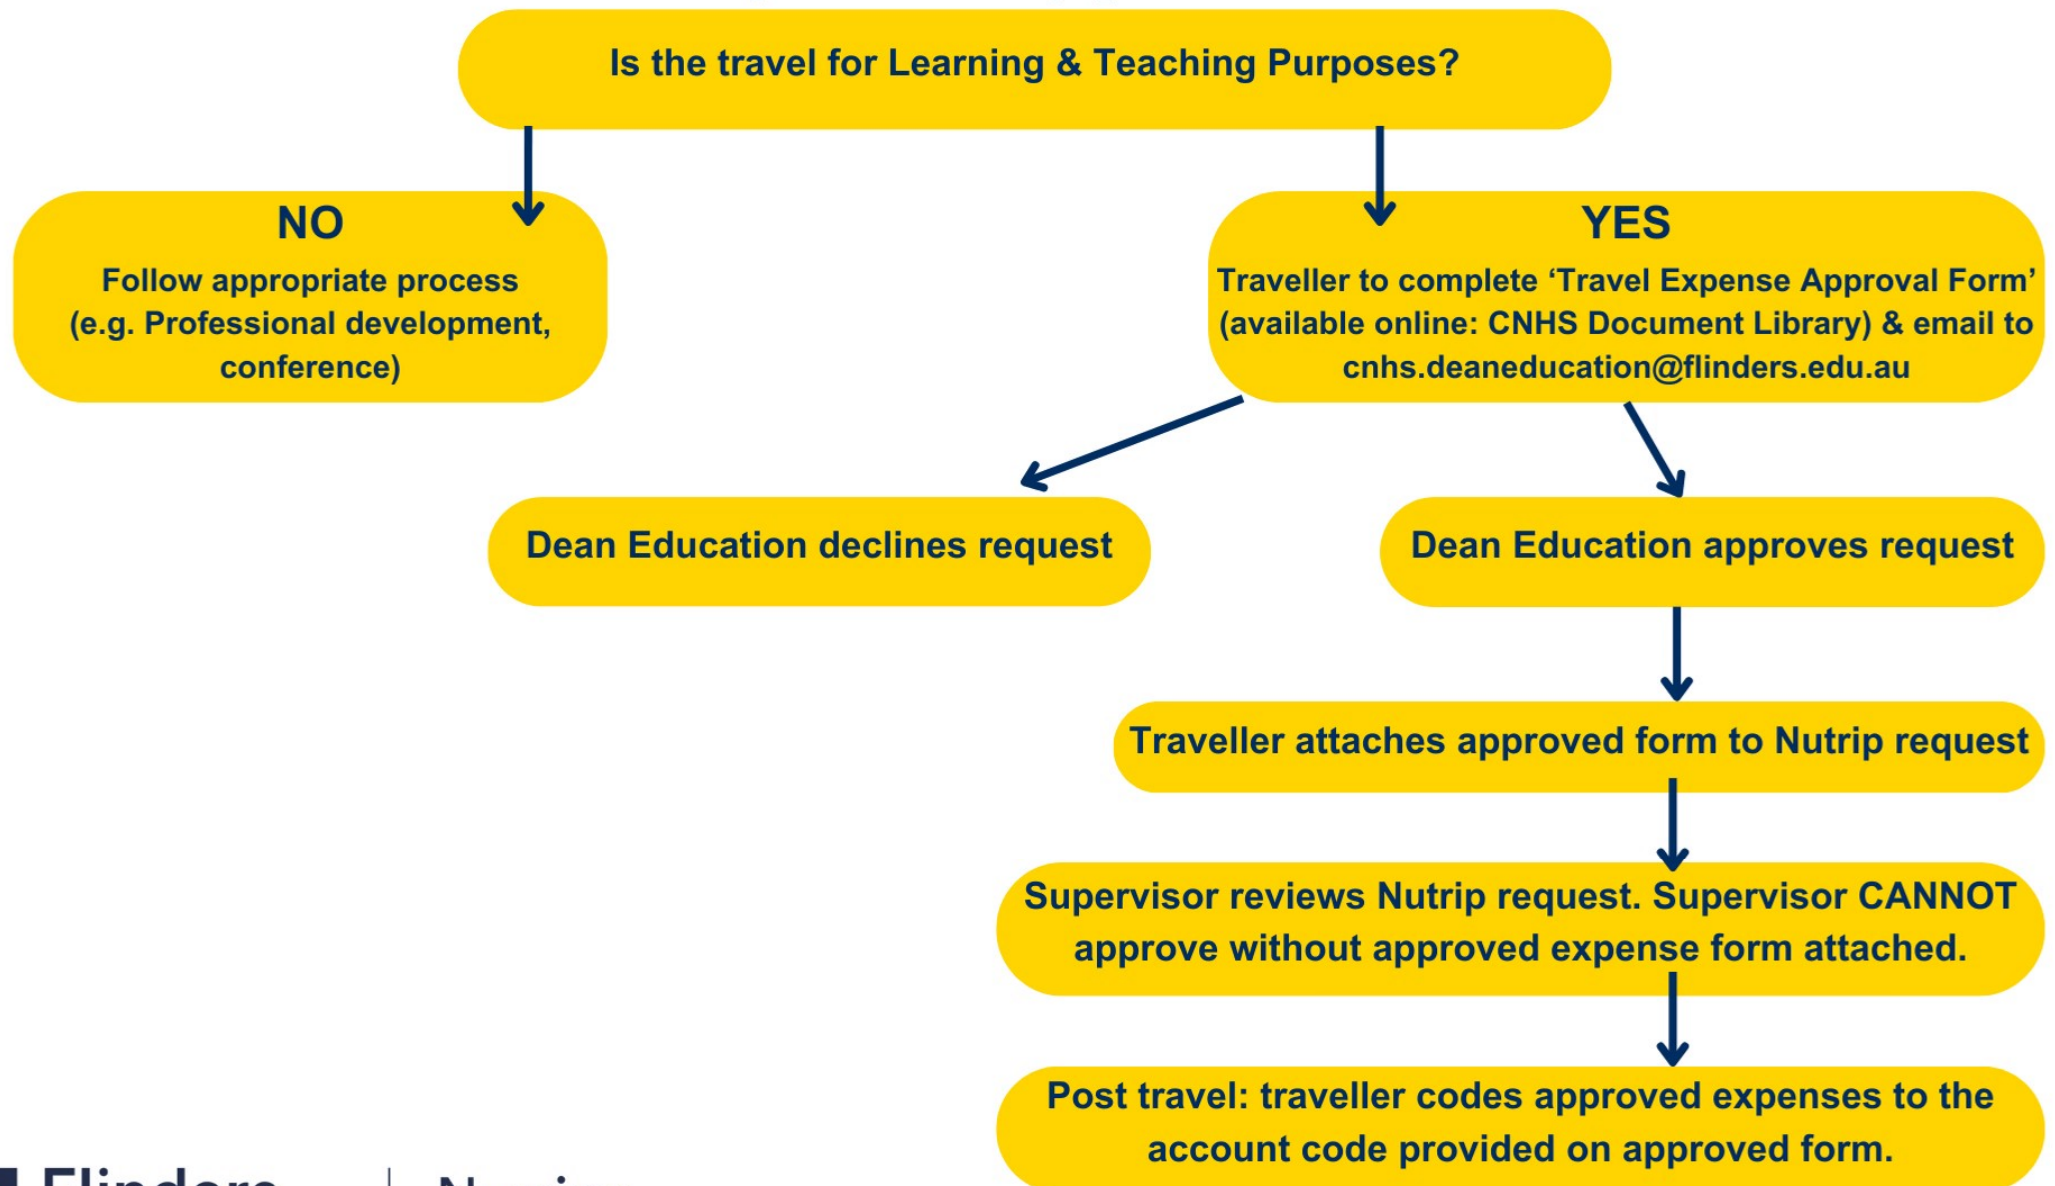 Is the travel for Learning & Teaching Purposes?
NO
Follow appropriate process
(e.g. Professional development,
conference)
YES
Traveller to complete ‘Travel Expense Approval Form’
(available online: CNHS Document Library) & email to
cnhs.deaneducation@flinders.edu.au
Dean Education declines request
Dean Education approves request
Traveller attaches approved form to Nutrip request
Supervisor reviews Nutrip request. Supervisor CANNOT
approve without approved expense form attached.
Post travel: traveller codes approved expenses to the
account code provided on approved form.
Flinders